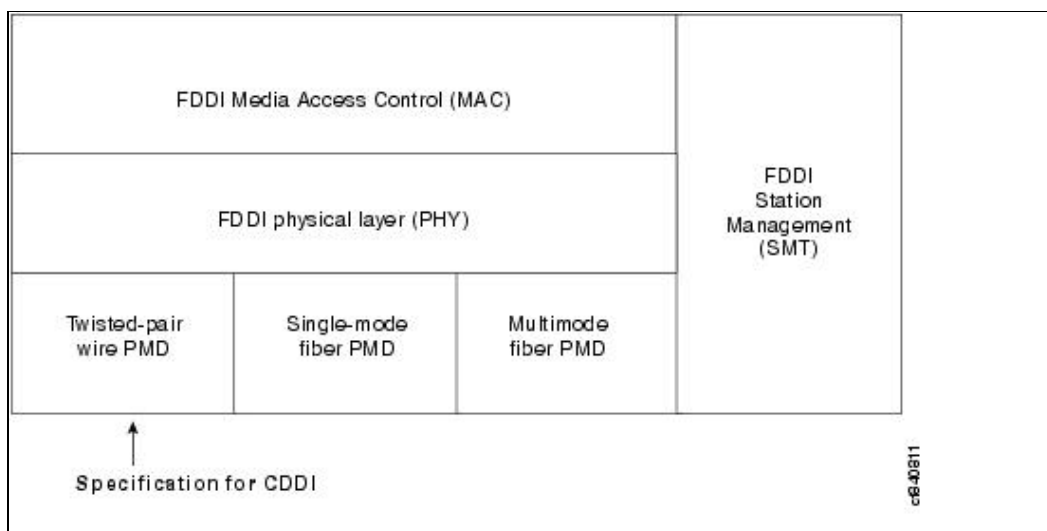 FDDI Media Access Control (MAC)
FDDI physical layer (PHY)
FDDI
Station
Management
(SMT)
Twisted-pair
wire PMD
Single-mode
fiber PMD
Multimode
fiber PMD
Specification for CDDI